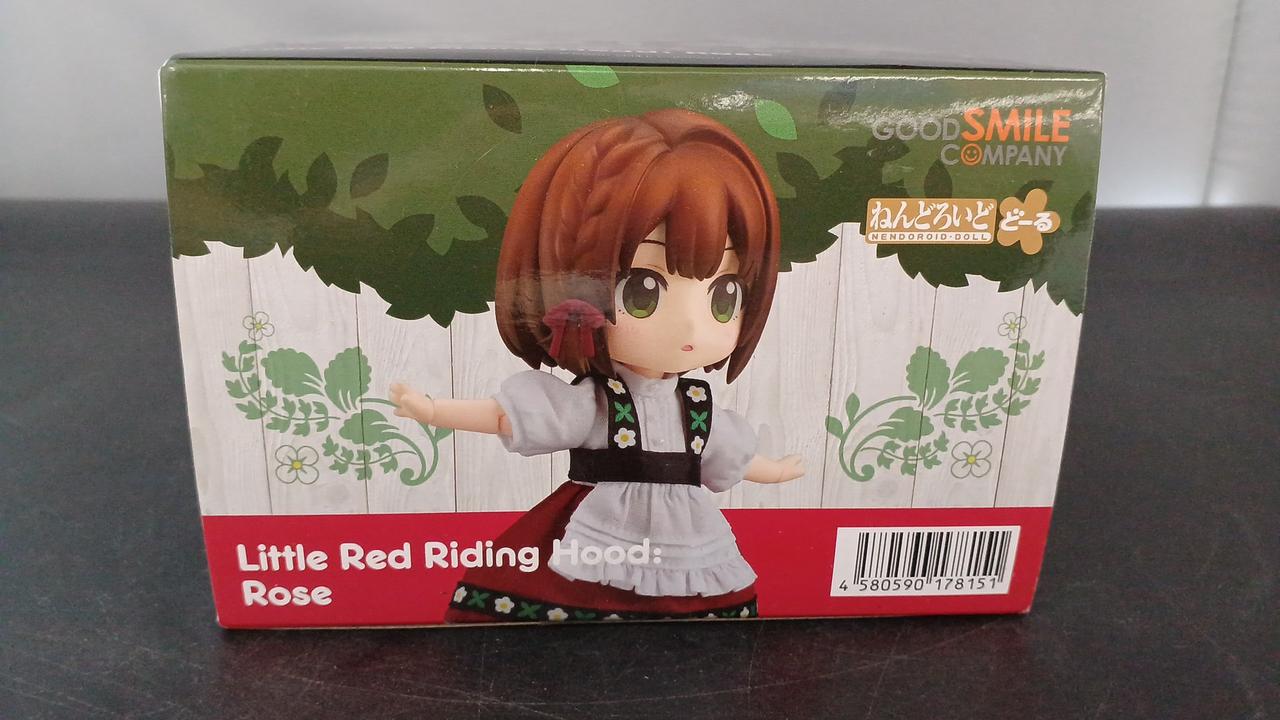 GOOD SMILE
COMPANY
ねんどろいど どーる
NENDOROID-DOLL
Little Red Riding Hood:
Rose
4 580590 178151